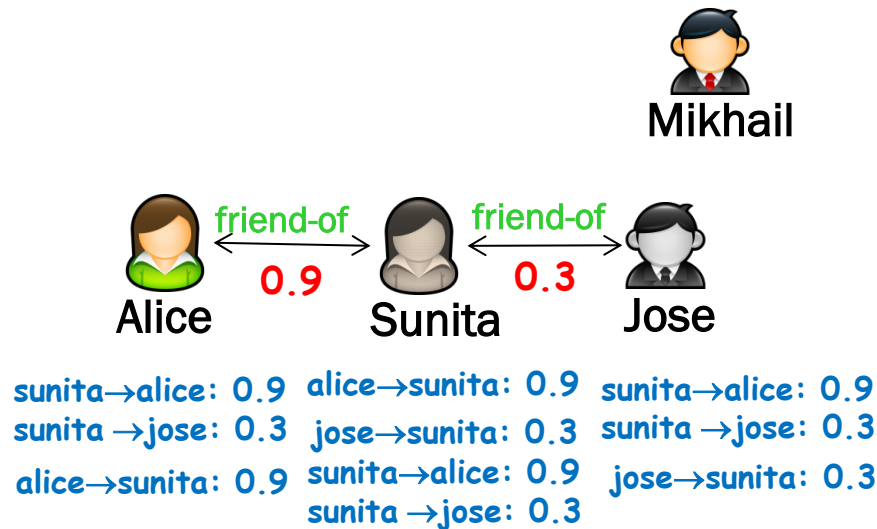 Mikhail
friend-of
friend-of
0.9
0.3
Alice
Sunita
Jose
sunita→alice: 0.9
sunita →jose: 0.3
alice→sunita: 0.9
alice→sunita: 0.9
jose→sunita: 0.3
sunita→alice: 0.9
sunita →jose: 0.3
sunita→alice: 0.9
sunita →jose: 0.3
jose→sunita: 0.3